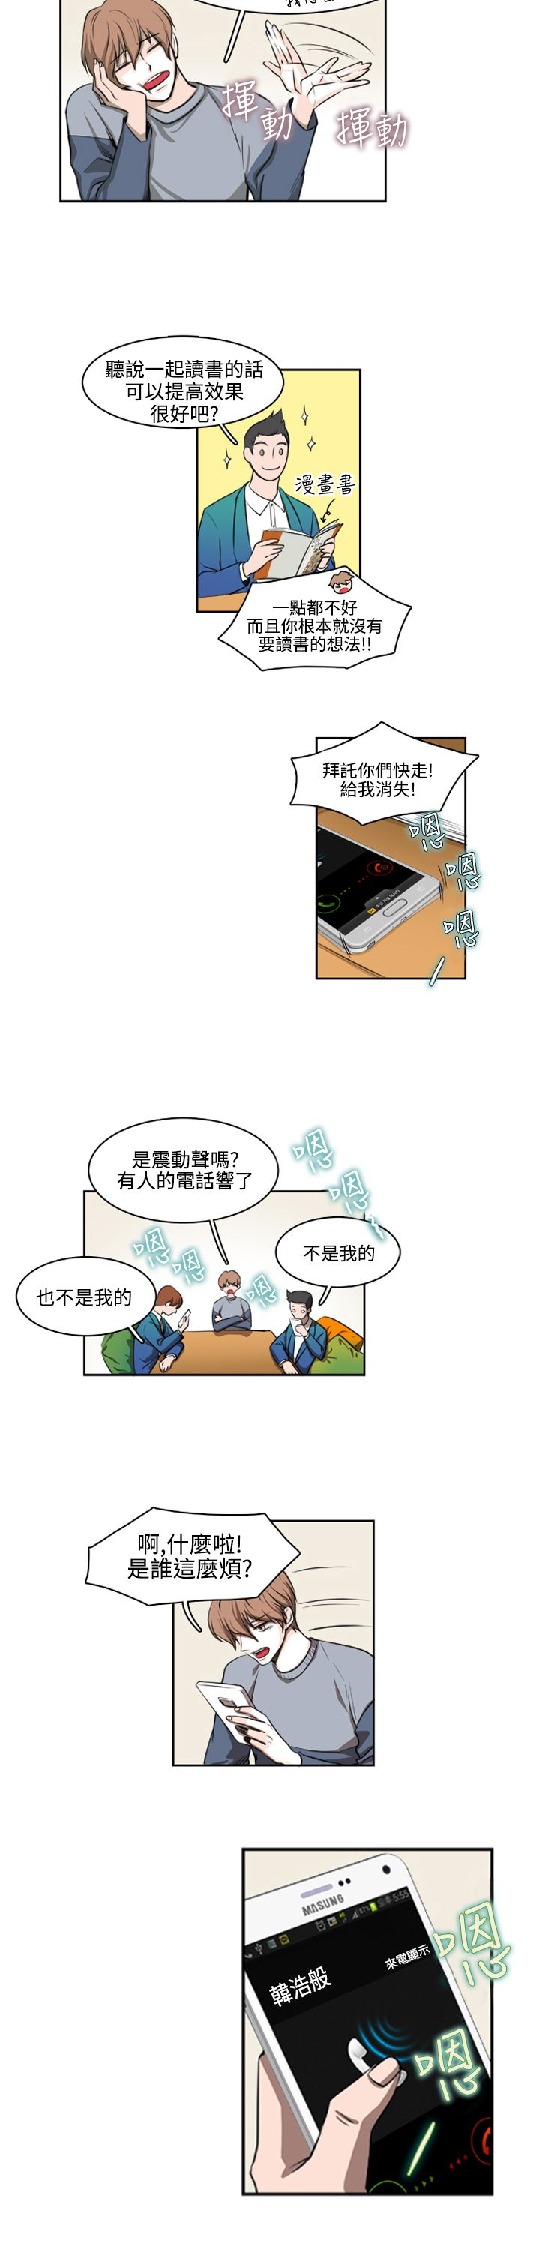 揮動
揮動
聽說一起讀書的話
可以提高效果
很好吧?
漫畫書
一點都不好
而且你根本就沒有
要讀書的想法!!
拜託你們快走!
給我消失!
嗯
嗯
嗯
是震動聲嗎?
有人的電話響了
嗯
嗯
不是我的
嗯
嗯
嗯
也不是我的
啊,什麼啦!
是誰這麼煩?
MASUNG
5:55
來電顯示
韓浩般
嗯
嗯